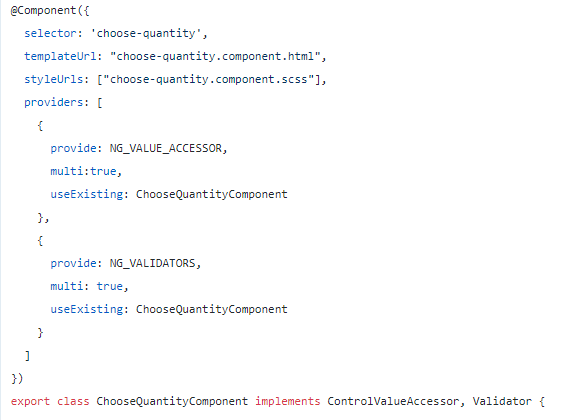 @Component({
  selector: 'choose-quantity',
  templateUrl: "choose-quantity.component.html",
  styleUrls: ["choose-quantity.component.scss"],
  providers: [
    {
      provide: NG_VALUE_ACCESSOR,
      multi:true,
      useExisting: ChooseQuantityComponent
    },
    {
      provide: NG_VALIDATORS,
      multi: true,
      useExisting: ChooseQuantityComponent
    }
  ]
})
export class ChooseQuantityComponent implements ControlValueAccessor, Validator {